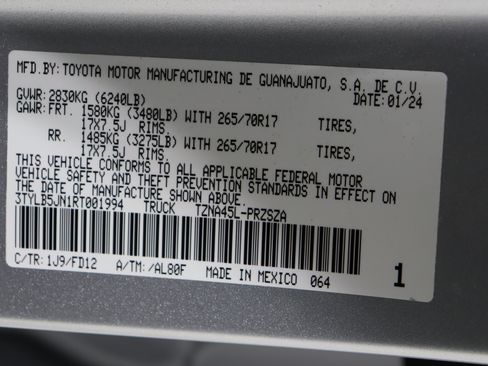 MFD.BY: TOYOTA MOTOR MANUFACTURING DE GUANAJUATO, S.A. DE C.V.
GVWR: 2830KG (6240LB) DATE: 01/24
GAWR: FRT. 1580KG (3480LB) WITH 265/70R17 TIRES,
17X7.5J RIMS,
RR. 1485KG (3275LB) WITH 265/70R17 TIRES,
17X7.5J RIMS.
THIS VEHICLE CONFORMS TO ALL APPLICABLE FEDERAL MOTOR
VEHICLE SAFETY AND THEFT PREVENTION STANDARDS IN EFFECT ON
THE DATE OF MANUFACTURE SHOWN ABOVE.
3TYLB5JN1RT001994 TRUCK TZNA45L-PRZSZA
C/TR: 1J9/FD12 A/TM: /AL80F MADE IN MEXICO 064 1